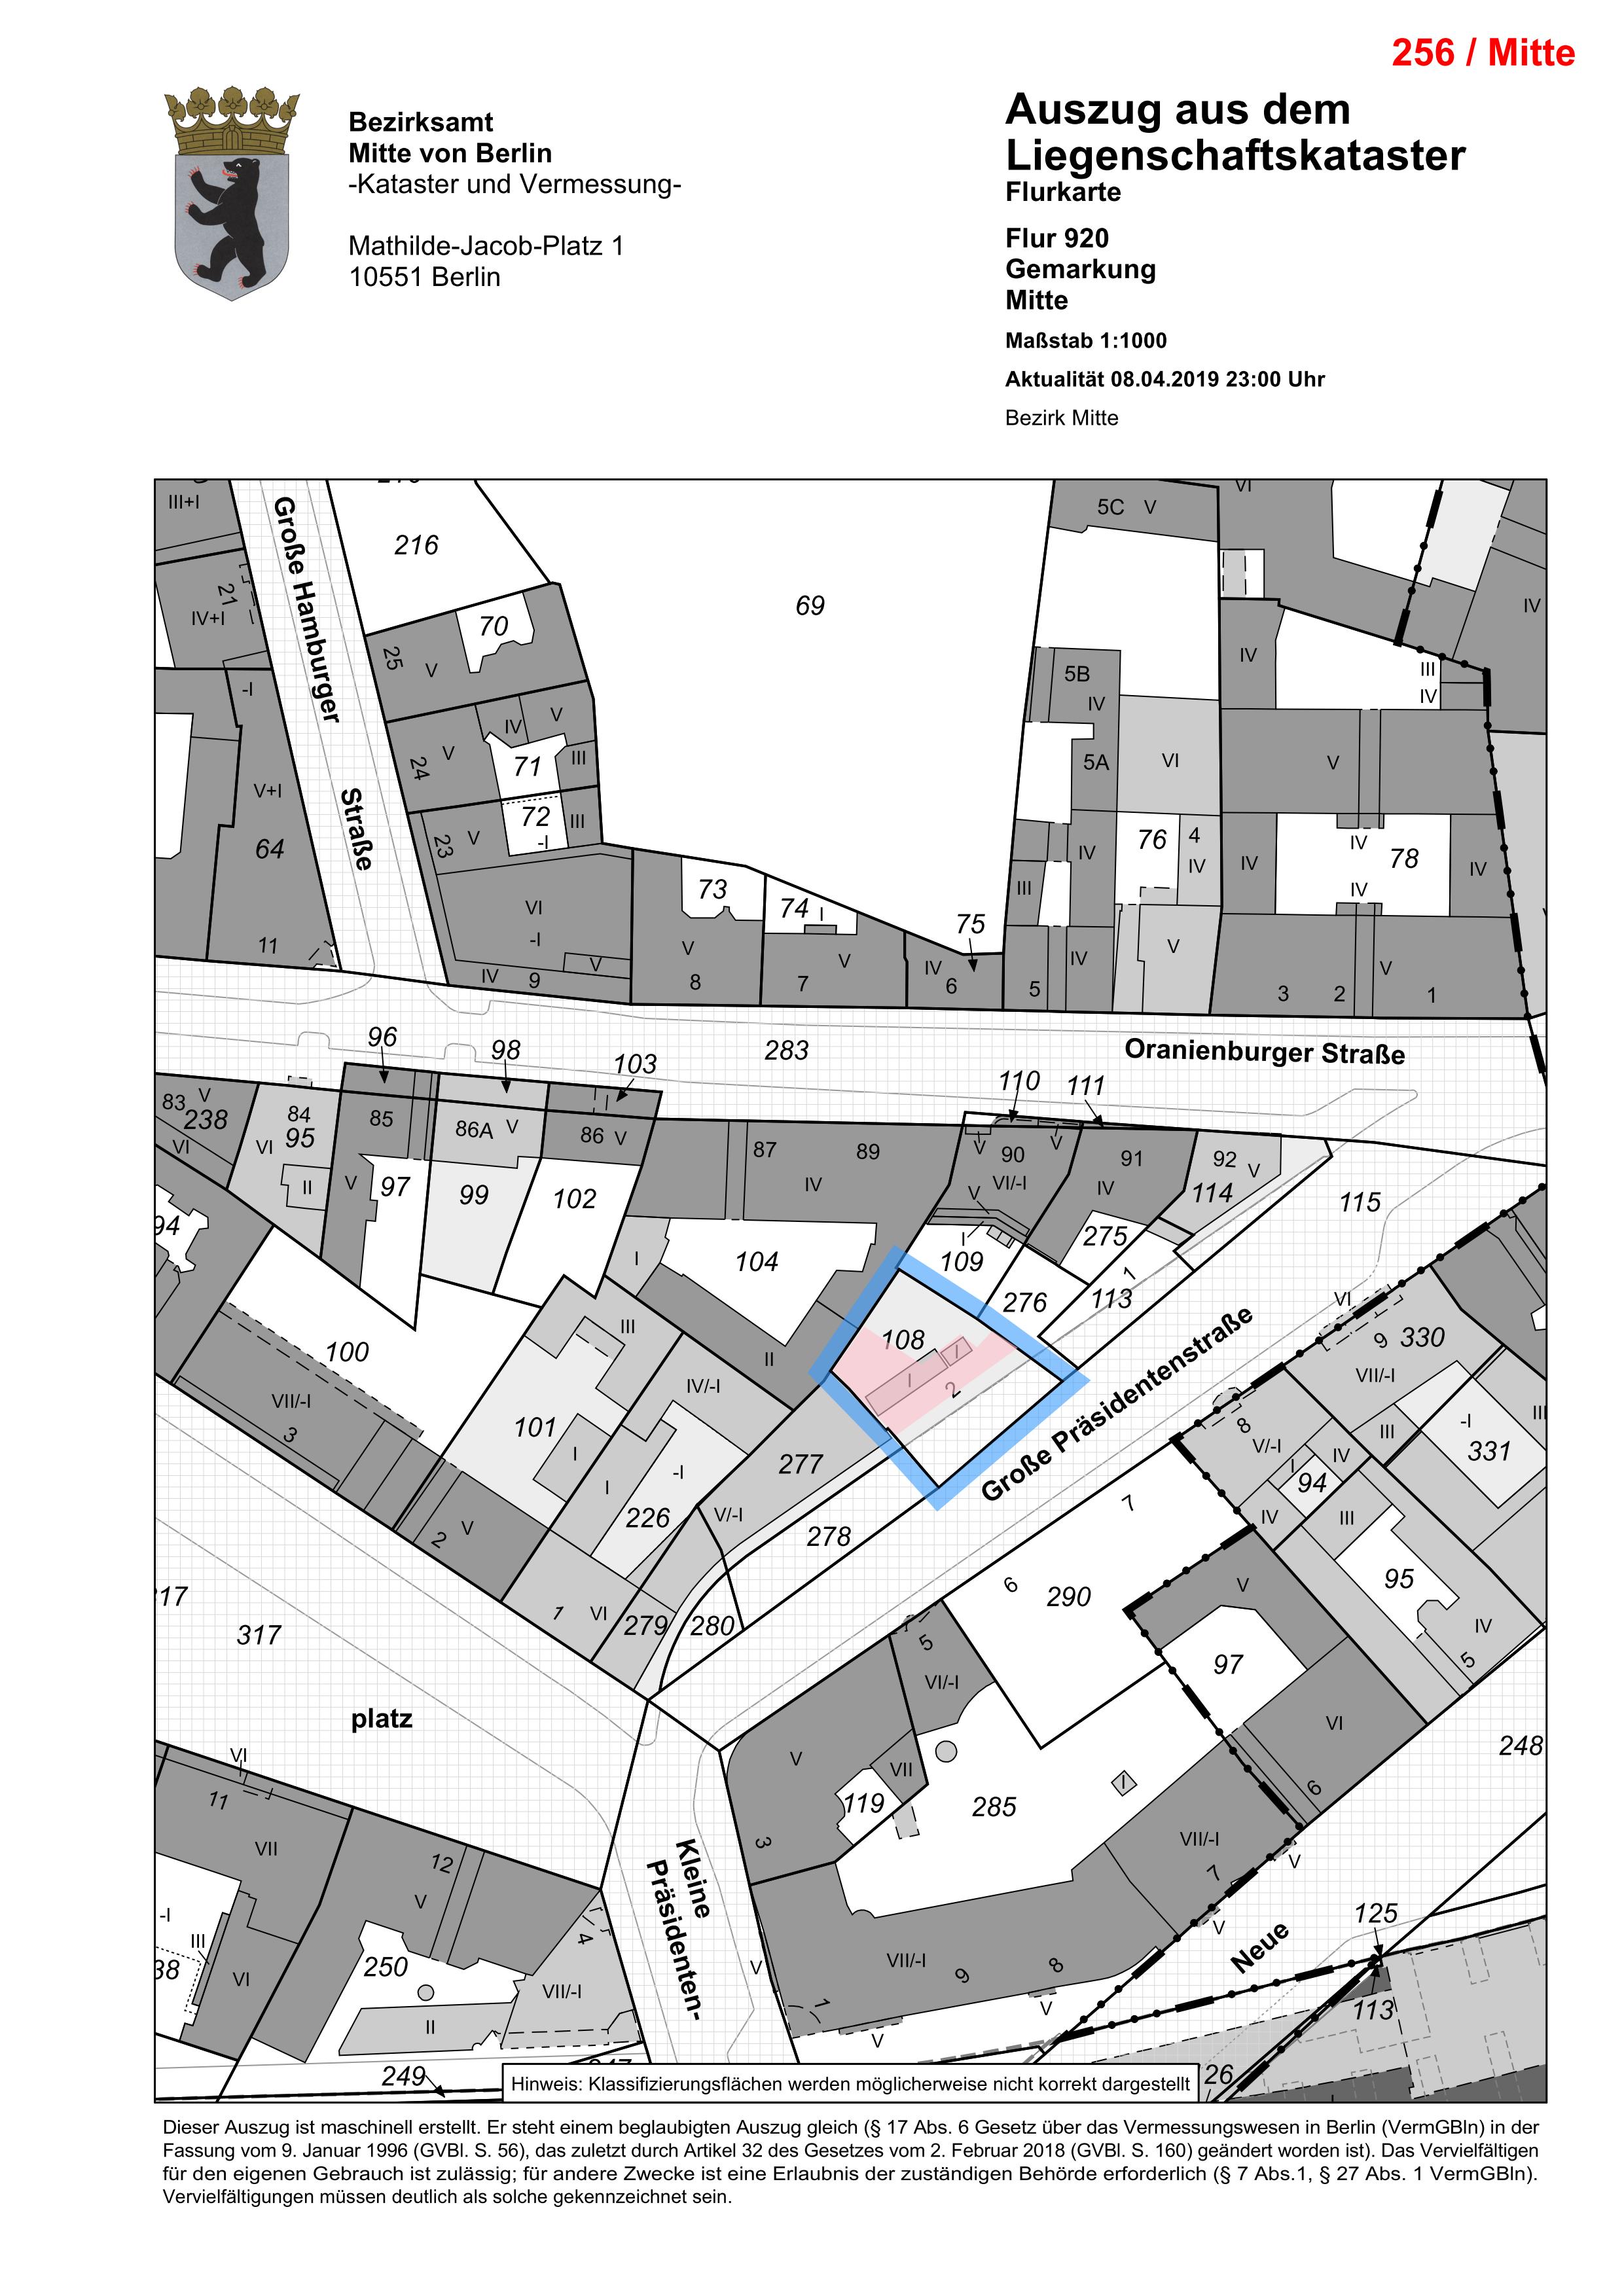 256 / Mitte
Bezirksamt
Mitte von Berlin
-Kataster und Vermessung-
Mathilde-Jacob-Platz 1
10551 Berlin
Auszug aus dem
Liegenschaftskataster
Flurkarte
Flur 920
Gemarkung
Mitte
Maßstab 1:1000
Aktualität 08.04.2019 23:00 Uhr
Bezirk Mitte
III+I
Große Hamburger
Straße
216
69
5C V
VI
21
IV+I
IV
70
25
V
-I
IV
III
IV
5B
IV
24
V
IV
V
71
III
5A
VI
V
V+I
64
72
-I
III
23
V
76
4
IV
IV
IV
IV
78
IV
IV
73
74
I
III
VI
-I
75
11
IV
9
V
V
8
7
V
IV
6
5
IV
V
3
2
V
1
96
98
103
283
Oranienburger Straße
110
111
83
V
238
VI
84
95
VI
II
85
V
97
86A V
99
86 V
102
87
89
IV
V
V
90
VI/-I
V
I
109
91
IV
275
92
V
114
115
94
I
104
276
1
113
100
III
II
108
I
I
2
Große Präsidentenstraße
VI
9
330
VII/-I
VII/-I
3
IV/-I
101
I
I
-I
226
277
V/-I
278
8
V/-I
I
IV
94
IV
III
-I
331
III
III
95
IV
5
2
V
7
6
290
V
97
317
317
1
VI
279
280
platz
5
VI/-I
VI
6
248
VI
11
VII
12
V
V
VII
119
3
285
I
VII/-I
7
V
V
Kleine
Präsidenten-
-I
III
38
VI
250
II
4
VII/-I
V
1
VII/-I
9
8
V
V
Neue
125
113
249
26
Hinweis: Klassifizierungsflächen werden möglicherweise nicht korrekt dargestellt
Dieser Auszug ist maschinell erstellt. Er steht einem beglaubigten Auszug gleich (§ 17 Abs. 6 Gesetz über das Vermessungswesen in Berlin (VermGBln) in der
Fassung vom 9. Januar 1996 (GVBl. S. 56), das zuletzt durch Artikel 32 des Gesetzes vom 2. Februar 2018 (GVBl. S. 160) geändert worden ist). Das Vervielfältigen
für den eigenen Gebrauch ist zulässig; für andere Zwecke ist eine Erlaubnis der zuständigen Behörde erforderlich (§ 7 Abs.1, § 27 Abs. 1 VermGBln).
Vervielfältigungen müssen deutlich als solche gekennzeichnet sein.